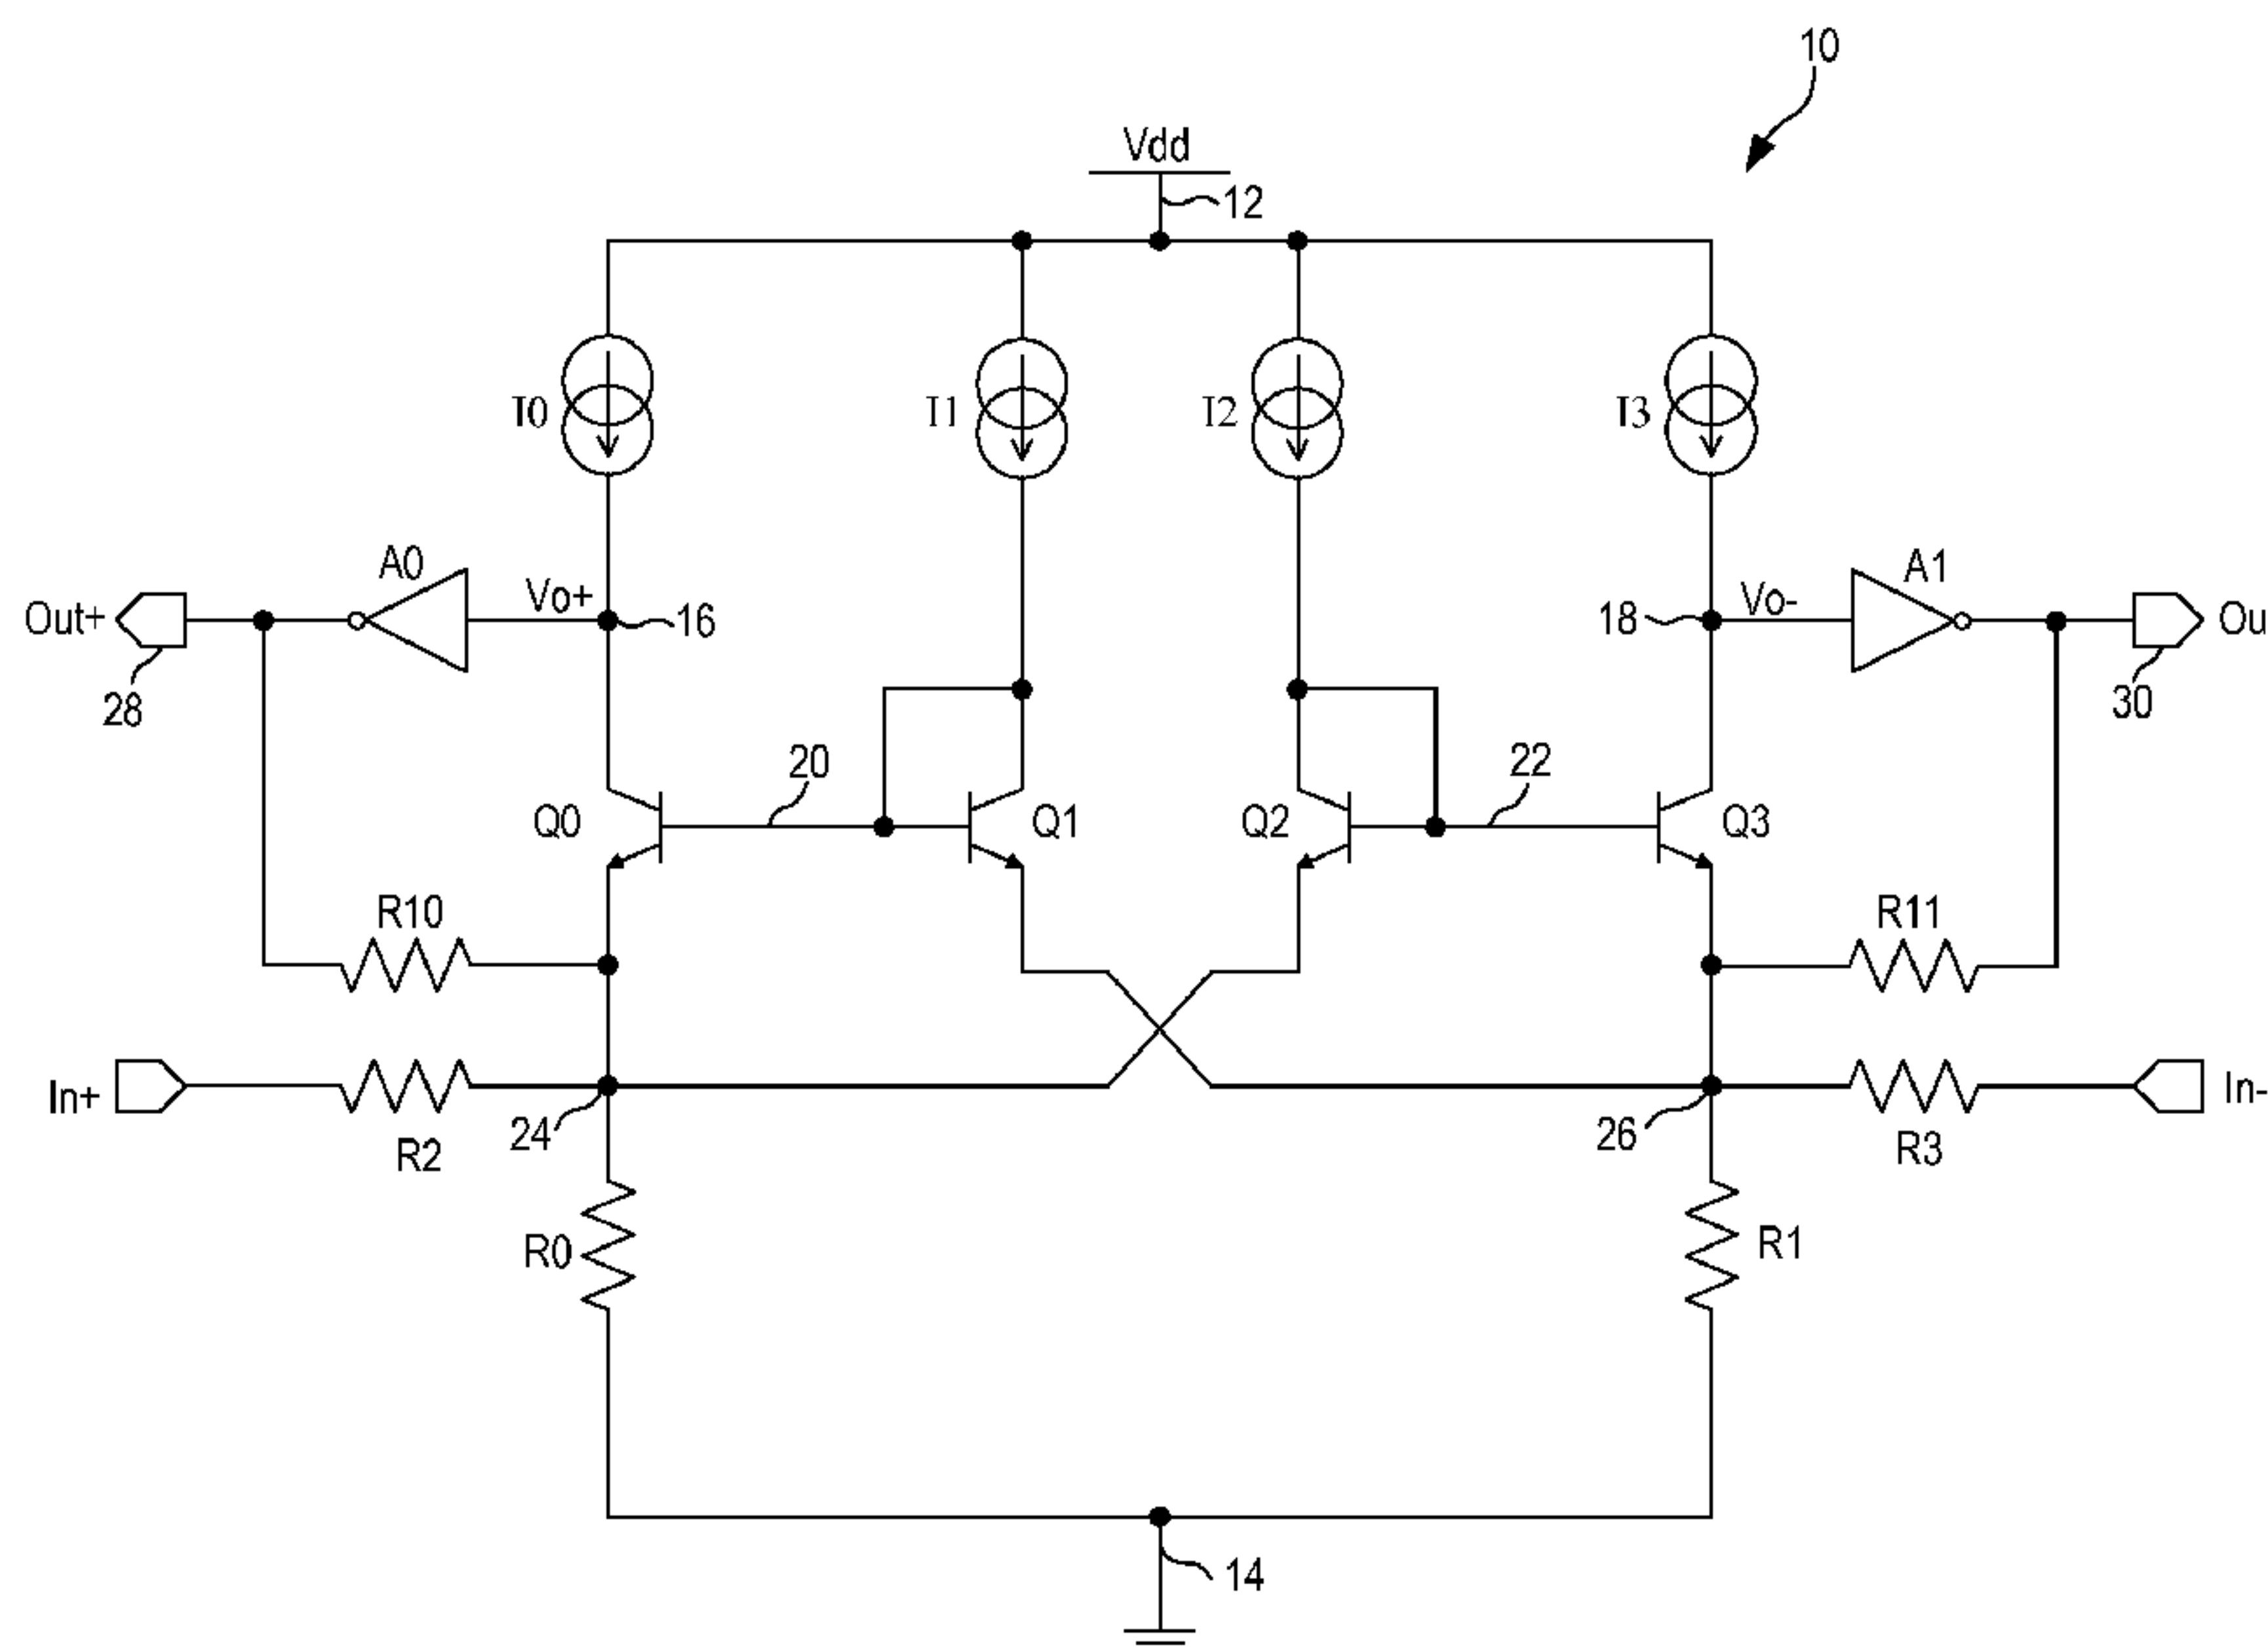 10
Vdd
12
I0
I1
I2
I3
A0
Vo+
16
Out+
28
18
Vo-
A1
Ou
30
20
22
Q0
Q1
Q2
Q3
R10
R11
In+
R2
24
26
R3
In-
R0
R1
14